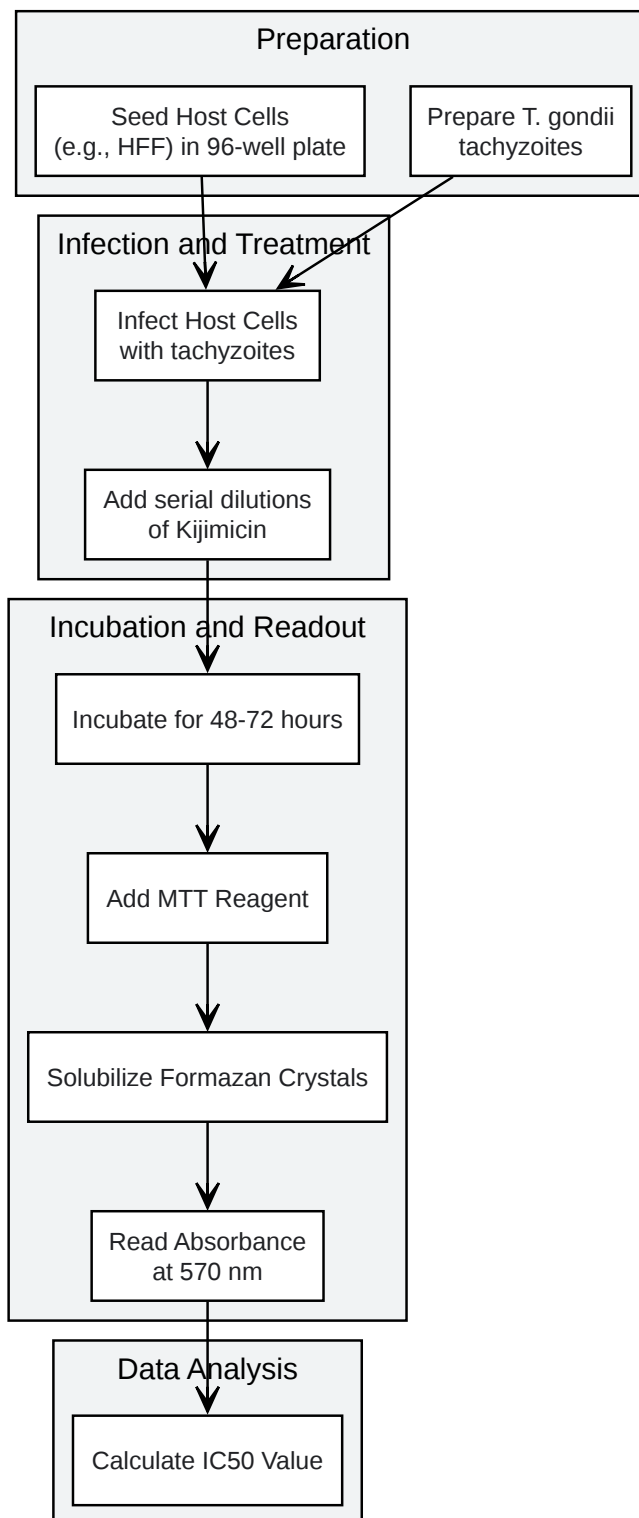 Preparation
Seed Host Cells
(e.g., HFF) in 96-well plate
Prepare T. gondii
tachyzoites
Infection and Treatment
Infect Host Cells
with tachyzoites
Add serial dilutions
of Kijimicin
Incubation and Readout
Incubate for 48-72 hours
Add MTT Reagent
Solubilize Formazan Crystals
Read Absorbance
at 570 nm
Data Analysis
Calculate IC50 Value